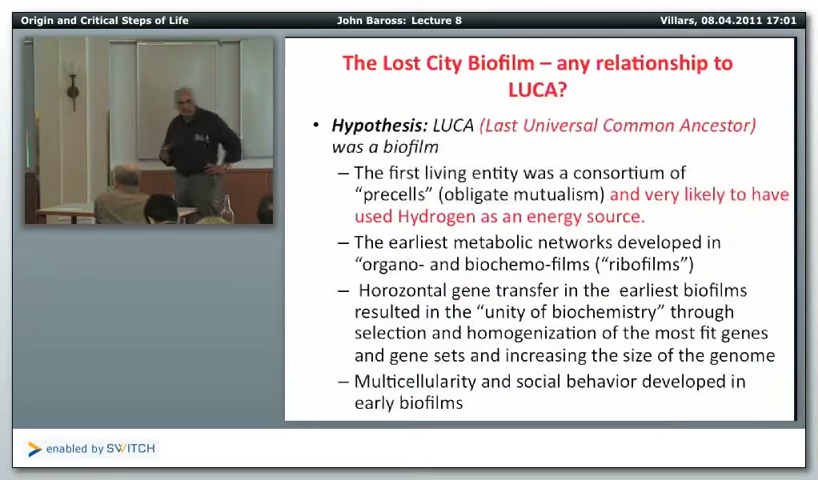 Origin and Critical Steps of Life
John Baross: Lecture 8
Villars, 08.04.2011 17:01
The Lost City Biofilm – any relationship to
LUCA?
• Hypothesis: LUCA (Last Universal Common Ancestor)
was a biofilm
– The first living entity was a consortium of
"precells" (obligate mutualism) and very likely to have
used Hydrogen as an energy source.
– The earliest metabolic networks developed in
"organo- and biochemo-films ("ribofilms")
– Horozontal gene transfer in the earliest biofilms
resulted in the "unity of biochemistry" through
selection and homogenization of the most fit genes
and gene sets and increasing the size of the genome
– Multicellularity and social behavior developed in
early biofilms
enabled by SWITCH